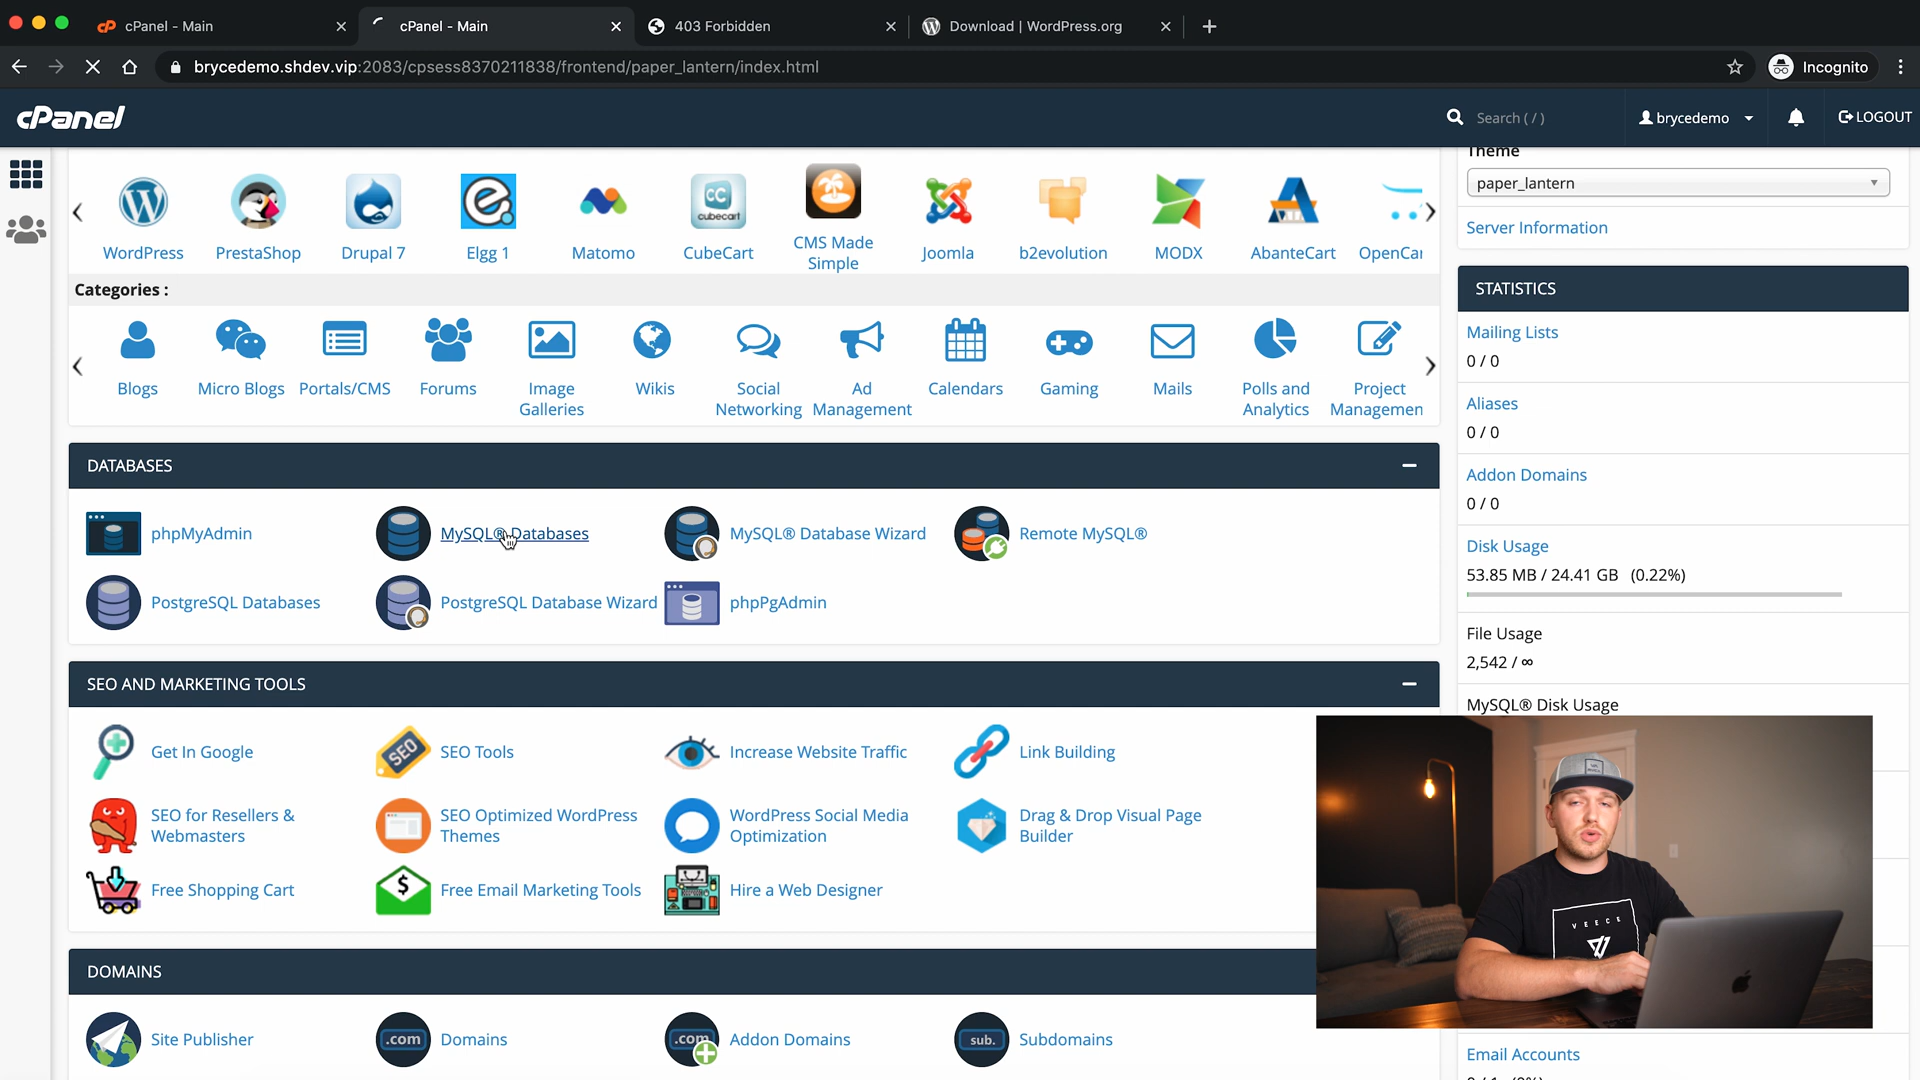 cPanel - Main
cPanel - Main
403 Forbidden
Download | WordPress.org
brycedemo.shdev.vip:2083/cpsess8370211838/frontend/paper_lantern/index.html
Incognito
cPanel
Search ( / )
brycedemo
LOGOUT
WordPress
PrestaShop
Drupal 7
Elgg 1
Matomo
CubeCart
CMS Made
Simple
Joomla
b2evolution
MODX
AbanteCart
OpenCar
Categories :
Blogs
Micro Blogs
Portals/CMS
Forums
Image
Galleries
Wikis
Social
Networking
Ad
Management
Calendars
Gaming
Mails
Polls and
Analytics
Project
Managemen
DATABASES
phpMyAdmin
MySQL® Databases
MySQL® Database Wizard
Remote MySQL®
PostgreSQL Databases
PostgreSQL Database Wizard
phpPgAdmin
SEO AND MARKETING TOOLS
Get In Google
SEO
SEO Tools
Increase Website Traffic
Link Building
SEO for Resellers &
Webmasters
SEO Optimized WordPress
Themes
WordPress Social Media
Optimization
Drag & Drop Visual Page
Builder
Free Shopping Cart
Free Email Marketing Tools
Hire a Web Designer
DOMAINS
Site Publisher
.com
Domains
.com
Addon Domains
sub.
Subdomains
Theme
paper_lantern
Server Information
STATISTICS
Mailing Lists
0 / 0
Aliases
0 / 0
Addon Domains
0 / 0
Disk Usage
53.85 MB / 24.41 GB (0.22%)
File Usage
2,542 / ∞
MySQL® Disk Usage
VEECE
Email Accounts